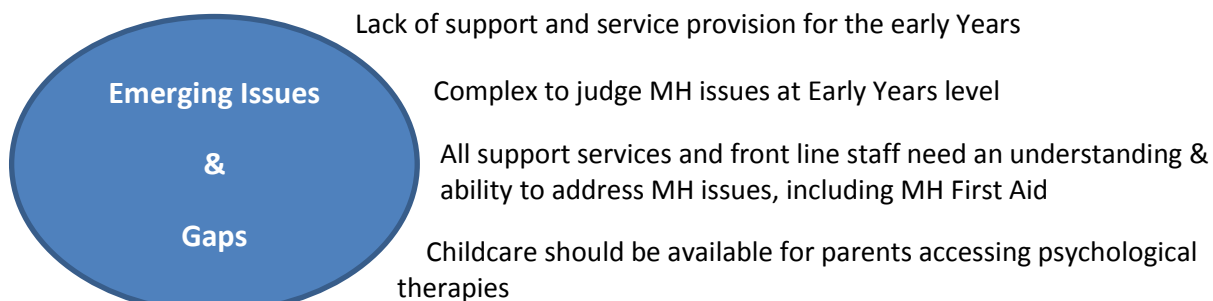 Emerging Issues
&
Gaps
Lack of support and service provision for the early Years
Complex to judge MH issues at Early Years level
All support services and front line staff need an understanding &
ability to address MH issues, including MH First Aid
Childcare should be available for parents accessing psychological
therapies